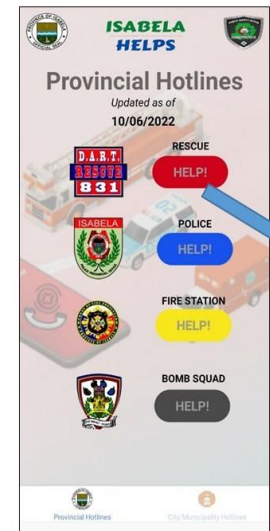 ISABELA
HELPS
Provincial Hotlines
Updated as of
10/06/2022
D.A.R.T.
RESCUE
831
RESCUE
HELP!
ISABELA
POLICE
HELP!
FIRE STATION
HELP!
BOMB SQUAD
HELP!
Provincial Hotlines
City/Municipality Hotlines